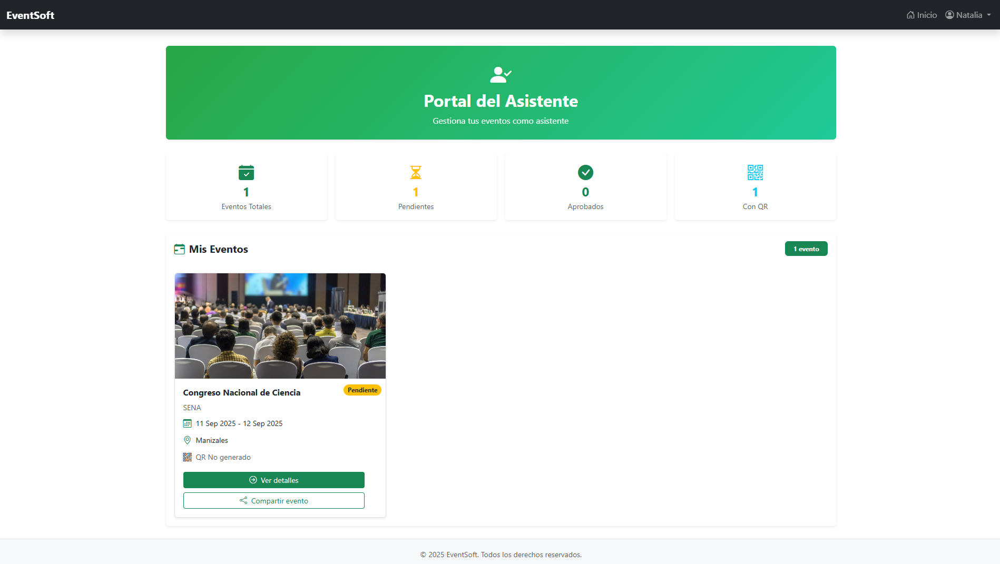 EventSoft
Inicio
Natalia
Portal del Asistente
Gestiona tus eventos como asistente
1
Eventos Totales
1
Pendientes
0
Aprobados
1
Con QR
Mis Eventos
1 evento
Congreso Nacional de Ciencia
Pendiente
SENA
11 Sep 2025 - 12 Sep 2025
Manizales
QR No generado
Ver detalles
Compartir evento
© 2025 EventSoft. Todos los derechos reservados.